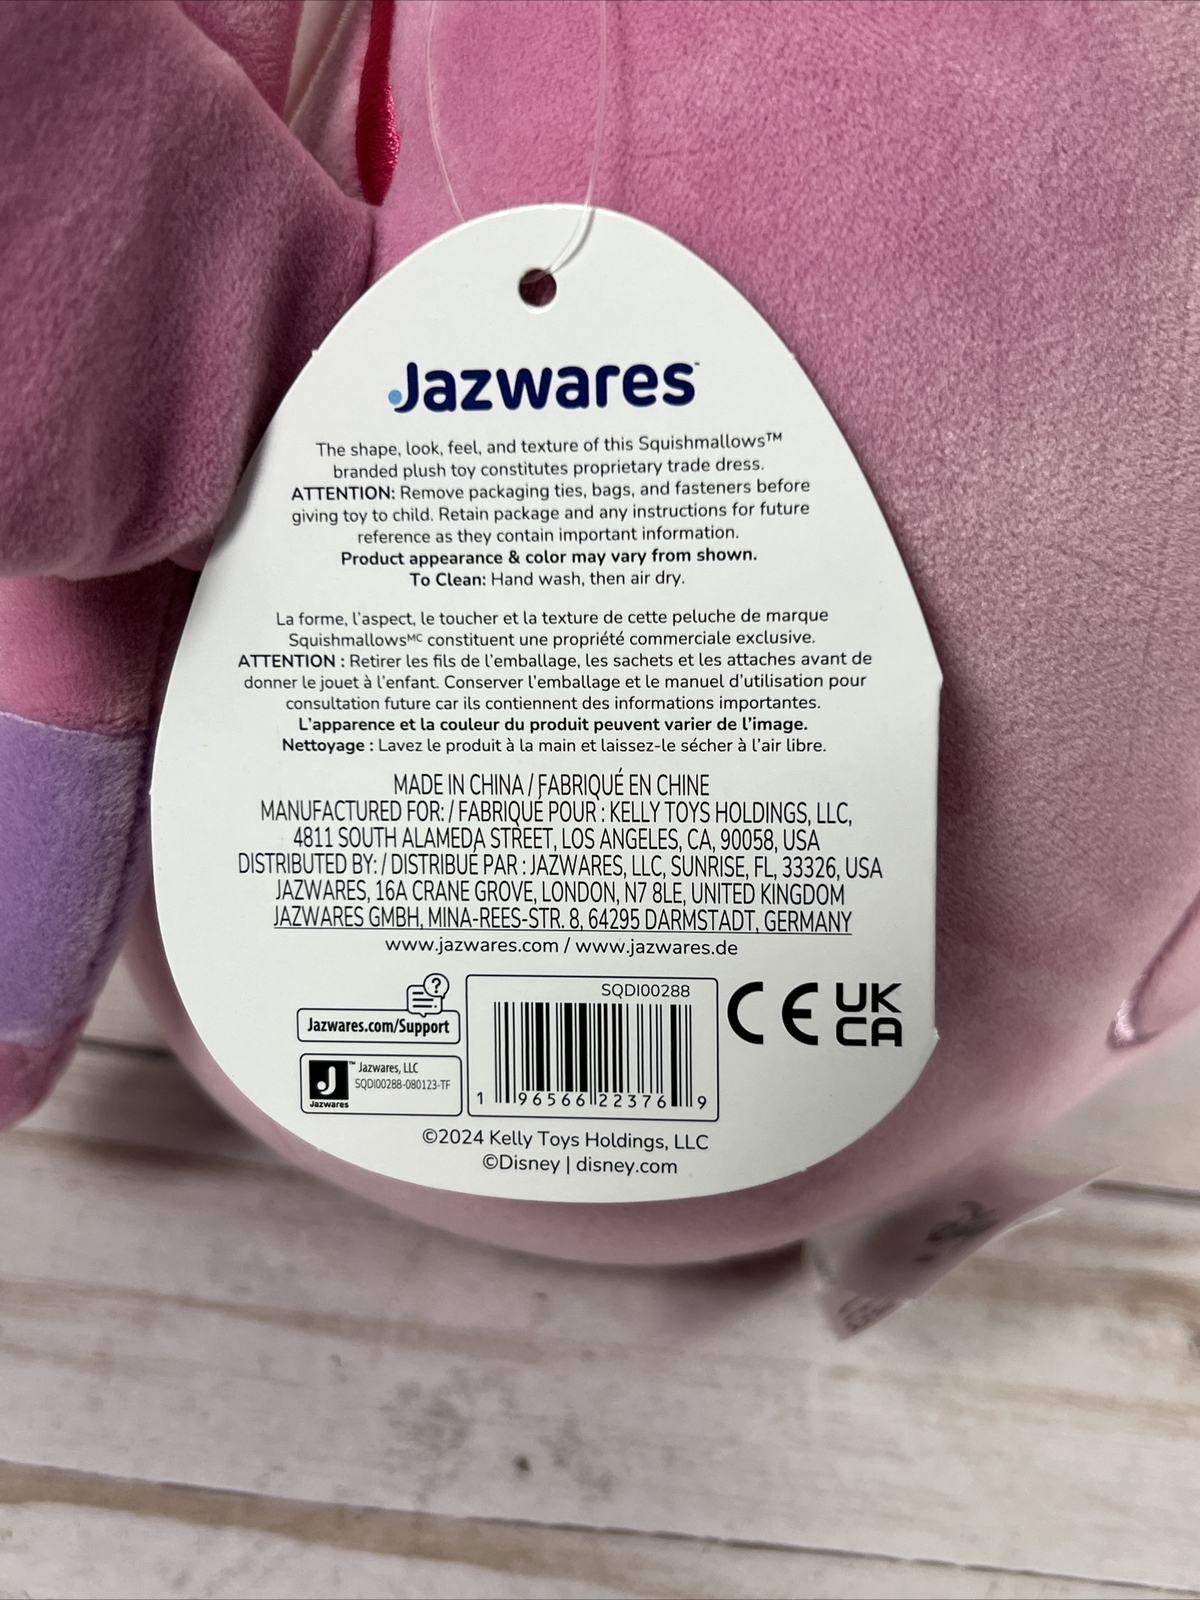 Jazwares™
The shape, look, feel, and texture of this Squishmallows™
branded plush toy constitutes proprietary trade dress.
ATTENTION: Remove packaging ties, bags, and fasteners before
giving toy to child. Retain package and any instructions for future
reference as they contain important information.
Product appearance & color may vary from shown.
To Clean: Hand wash, then air dry.
La forme, l'aspect, le toucher et la texture de cette peluche de marque
Squishmallowsᴹᶜ constituent une propriété commerciale exclusive.
ATTENTION : Retirer les fils de l'emballage, les sachets et les attaches avant de
donner le jouet à l'enfant. Conserver l'emballage et le manuel d'utilisation pour
consultation future car ils contiennent des informations importantes.
L'apparence et la couleur du produit peuvent varier de l'image.
Nettoyage : Lavez le produit à la main et laissez-le sécher à l'air libre.
MADE IN CHINA / FABRIQUÉ EN CHINE
MANUFACTURED FOR: / FABRIQUÉ POUR : KELLY TOYS HOLDINGS, LLC,
4811 SOUTH ALAMEDA STREET, LOS ANGELES, CA, 90058, USA
DISTRIBUTED BY: / DISTRIBUÉ PAR : JAZWARES, LLC, SUNRISE, FL, 33326, USA
JAZWARES, 16A CRANE GROVE, LONDON, N7 8LE, UNITED KINGDOM
JAZWARES GMBH, MINA-REES-STR. 8, 64295 DARMSTADT, GERMANY
www.jazwares.com / www.jazwares.de
?
Jazwares.com/Support
J™ Jazwares, LLC
SQDI00288-080123-TF
Jazwares
SQDI00288
1 96566 22376 9
CE UK
CA
©2024 Kelly Toys Holdings, LLC
©Disney | disney.com